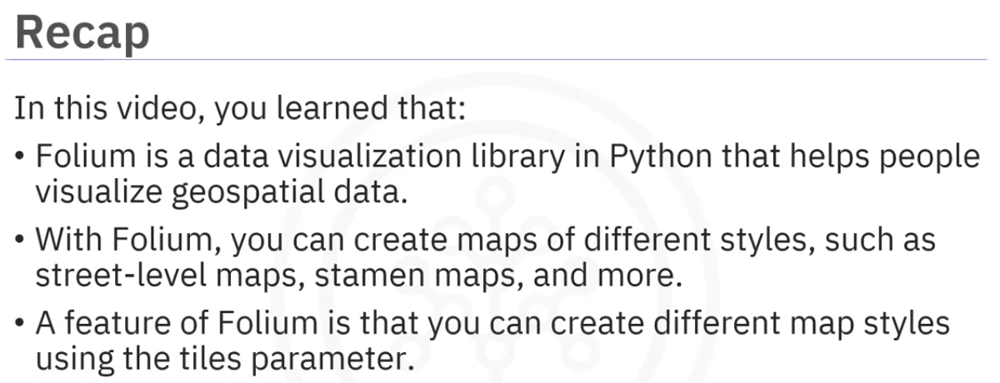 Recap
In this video, you learned that:
• Folium is a data visualization library in Python that helps people
visualize geospatial data.
• With Folium, you can create maps of different styles, such as
street-level maps, stamen maps, and more.
• A feature of Folium is that you can create different map styles
using the tiles parameter.